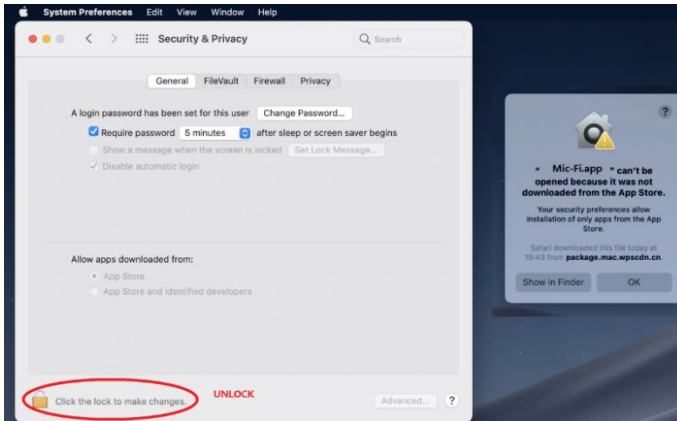 System Preferences Edit View Window Help
Security & Privacy
Search
General FileVault Firewall Privacy
A login password has been set for this user Change Password...
Require password 5 minutes after sleep or screen saver begins
Show a message when the screen is locked Set Lock Message...
Disable automatic login
Allow apps downloaded from:
App Store
App Store and identified developers
Click the lock to make changes.
UNLOCK
Advanced...
?
?
" Mic-Fi.app " can't be
opened because it was not
downloaded from the App Store.
Your security preferences allow
installation of only apps from the App
Store.
Safari downloaded this file today at
16:43 from package.mac.wpscdn.cn.
Show in Finder OK